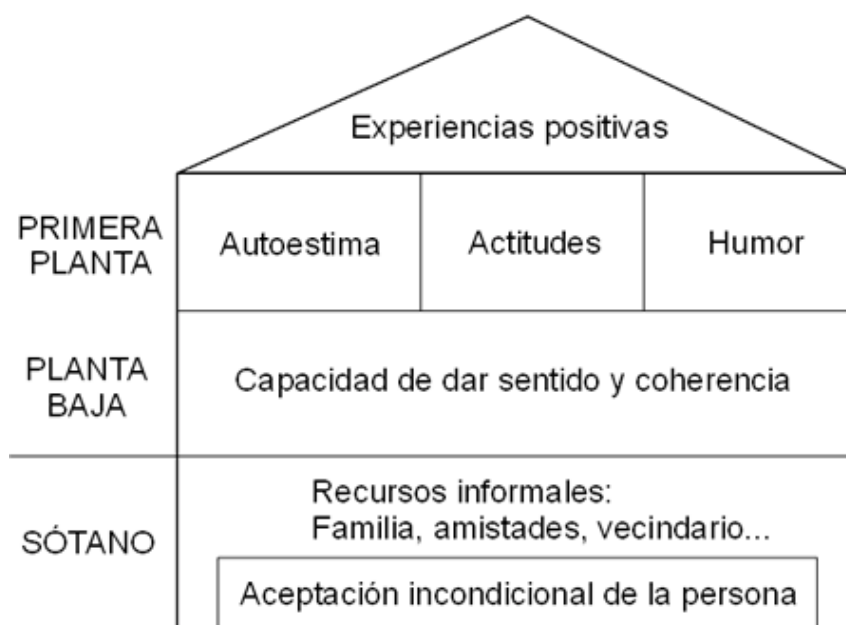 Experiencias positivas
PRIMERA
PLANTA
Autoestima
Actitudes
Humor
PLANTA
BAJA
Capacidad de dar sentido y coherencia
SÓTANO
Recursos informales:
Familia, amistades, vecindario...
Aceptación incondicional de la persona